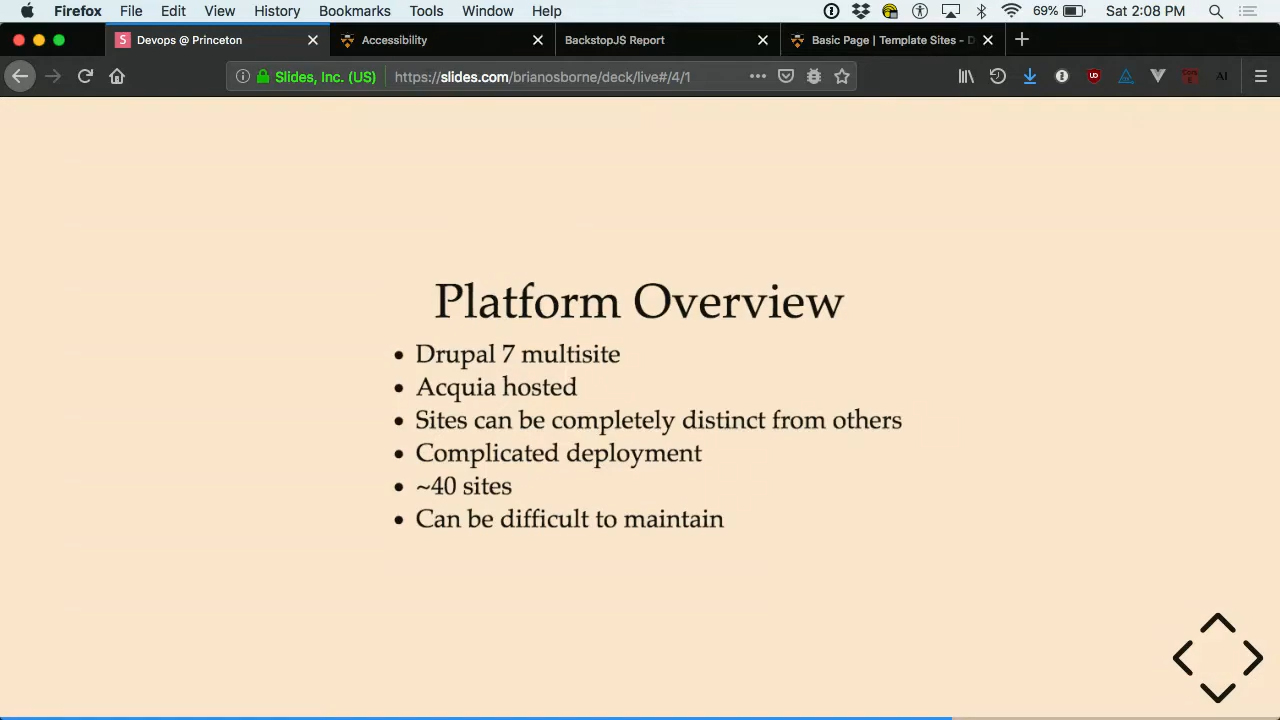 Firefox File Edit View History Bookmarks Tools Window Help 69% Sat 2:08 PM
Devops @ Princeton Accessibility BackstopJS Report Basic Page | Template Sites - D
Slides, Inc. (US) https://slides.com/brianosborne/deck/live#/4/1
Platform Overview
• Drupal 7 multisite
• Acquia hosted
• Sites can be completely distinct from others
• Complicated deployment
• ~40 sites
• Can be difficult to maintain